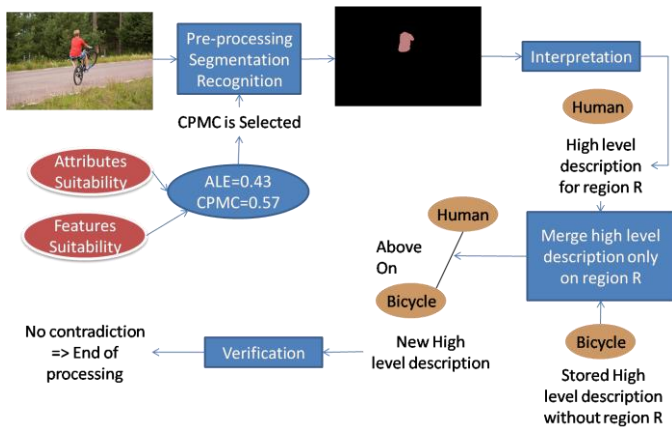 Pre-processing
Segmentation
Recognition
Interpretation
CPMC is Selected
Human
Attributes
Suitability
High level
description
for region R
ALE=0.43
CPMC=0.57
Features
Suitability
Human
Above
On
Merge high level
description only
on region R
Bicycle
New High
level description
No contradiction
=> End of
processing
Verification
Bicycle
Stored High
level description
without region R